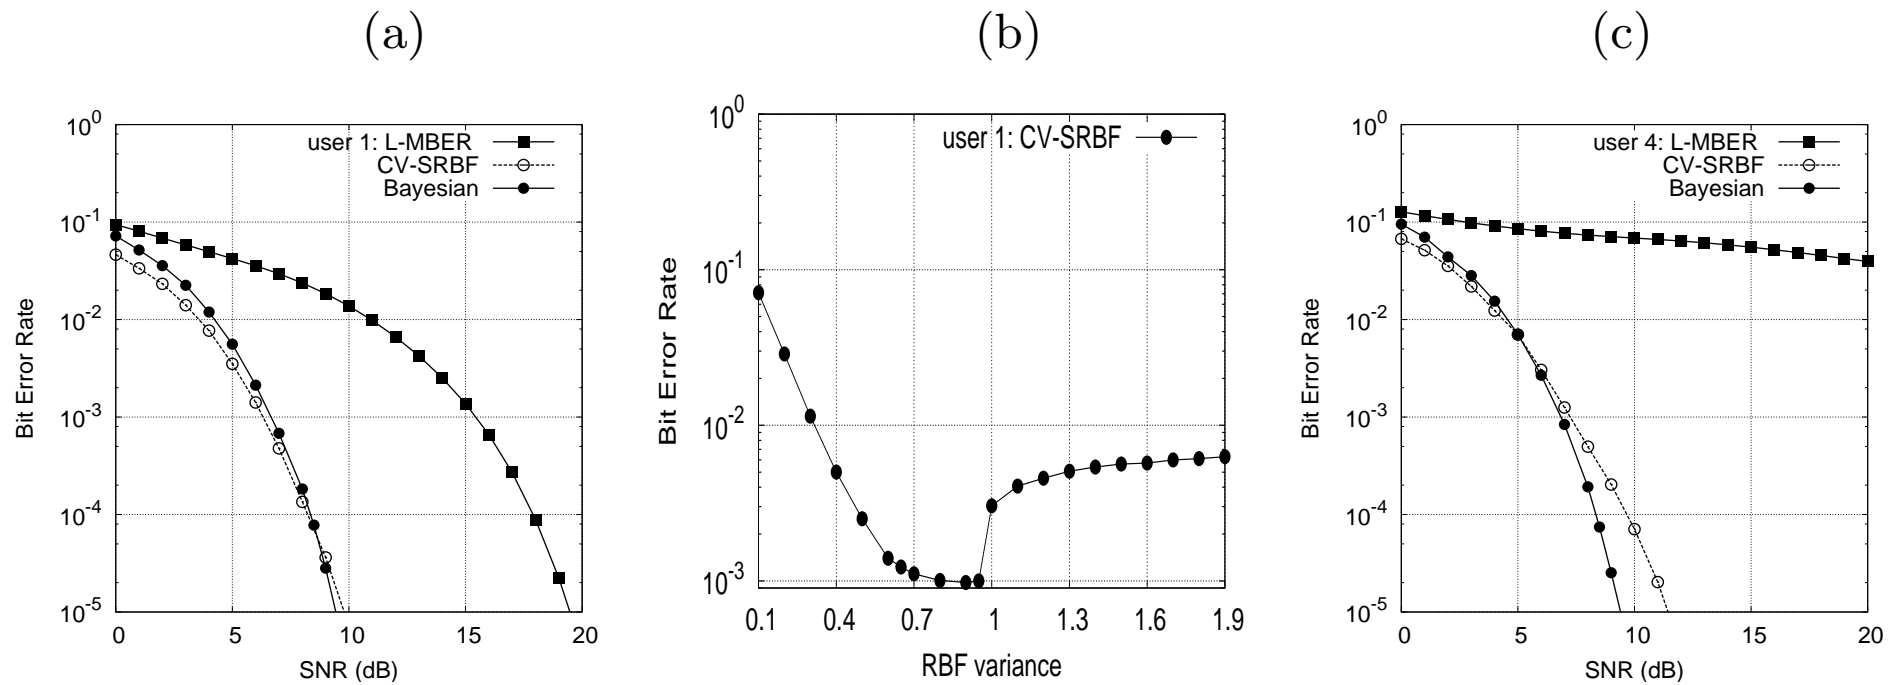 (a)
10^0
10^-1
10^-2
10^-3
10^-4
10^-5
Bit Error Rate
user 1: L-MBER
CV-SRBF
Bayesian
0 5 10 15 20
SNR (dB)
(b)
10^0
10^-1
10^-2
10^-3
Bit Error Rate
user 1: CV-SRBF
0.1 0.4 0.7 1 1.3 1.6 1.9
RBF variance
(c)
10^0
10^-1
10^-2
10^-3
10^-4
10^-5
Bit Error Rate
user 4: L-MBER
CV-SRBF
Bayesian
0 5 10 15 20
SNR (dB)